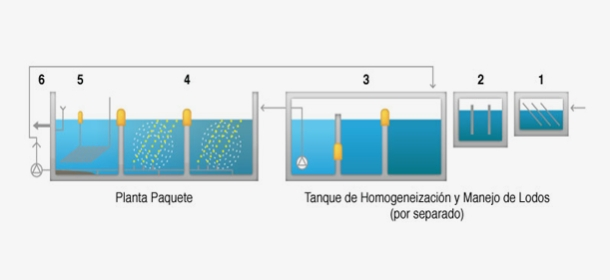 6 5 4 3 2 1
Planta Paquete
Tanque de Homogeneización y Manejo de Lodos
(por separado)